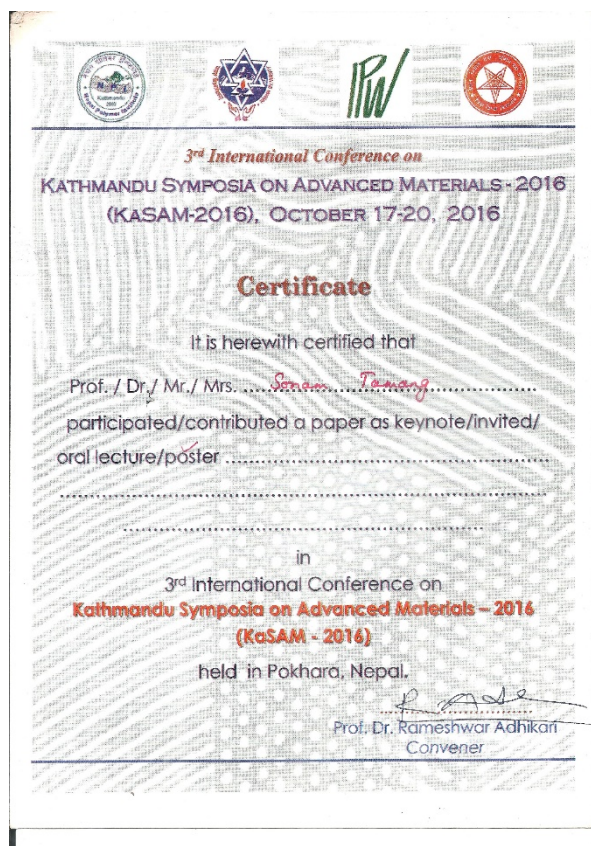 IPW
3rd International Conference on
KATHMANDU SYMPOSIA ON ADVANCED MATERIALS - 2016
(KASAM-2016), OCTOBER 17-20, 2016
Certificate
It is herewith certified that
Prof. / Dr./ Mr./ Mrs. .....Sonam Tamang..................
participated/contributed a paper as keynote/invited/
oral lecture/poster ......................................................
................................................................................
............................................................
in
3rd International Conference on
Kathmandu Symposia on Advanced Materials – 2016
(KaSAM - 2016)
held in Pokhara, Nepal.
Prof. Dr. Rameshwar Adhikari
Convener